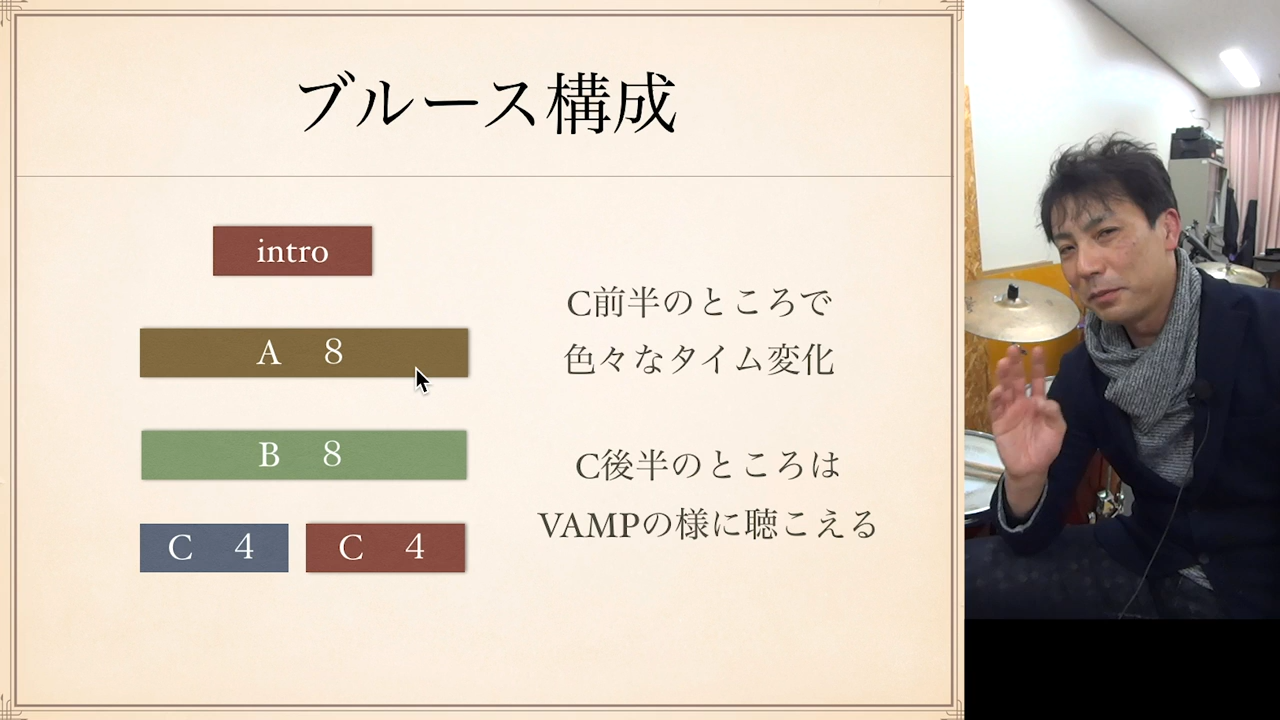 ブルース構成
intro
A 8
B 8
C 4 C 4
C前半のところで
色々なタイム変化
C後半のところは
VAMPの様に聴こえる